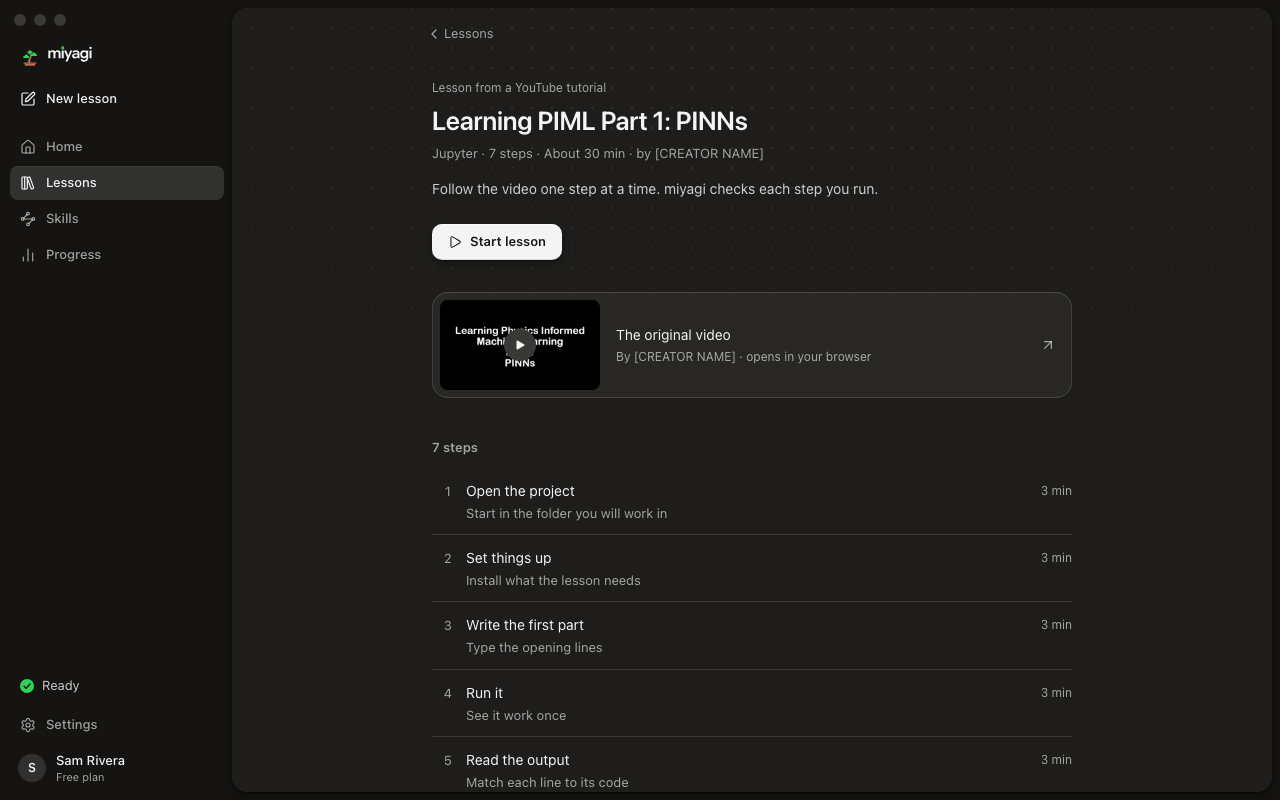 miyagi
New lesson
Home
Lessons
Skills
Progress
Ready
Settings
S
Sam Rivera
Free plan
Lessons
Lesson from a YouTube tutorial
Learning PIML Part 1: PINNs
Jupyter · 7 steps · About 30 min · by [CREATOR NAME]
Follow the video one step at a time. miyagi checks each step you run.
Start lesson
Learning Physics Informed
Machine Learning
PINNs
The original video
By [CREATOR NAME] · opens in your browser
7 steps
1 Open the project 3 min
Start in the folder you will work in
2 Set things up 3 min
Install what the lesson needs
3 Write the first part 3 min
Type the opening lines
4 Run it 3 min
See it work once
5 Read the output 3 min
Match each line to its code